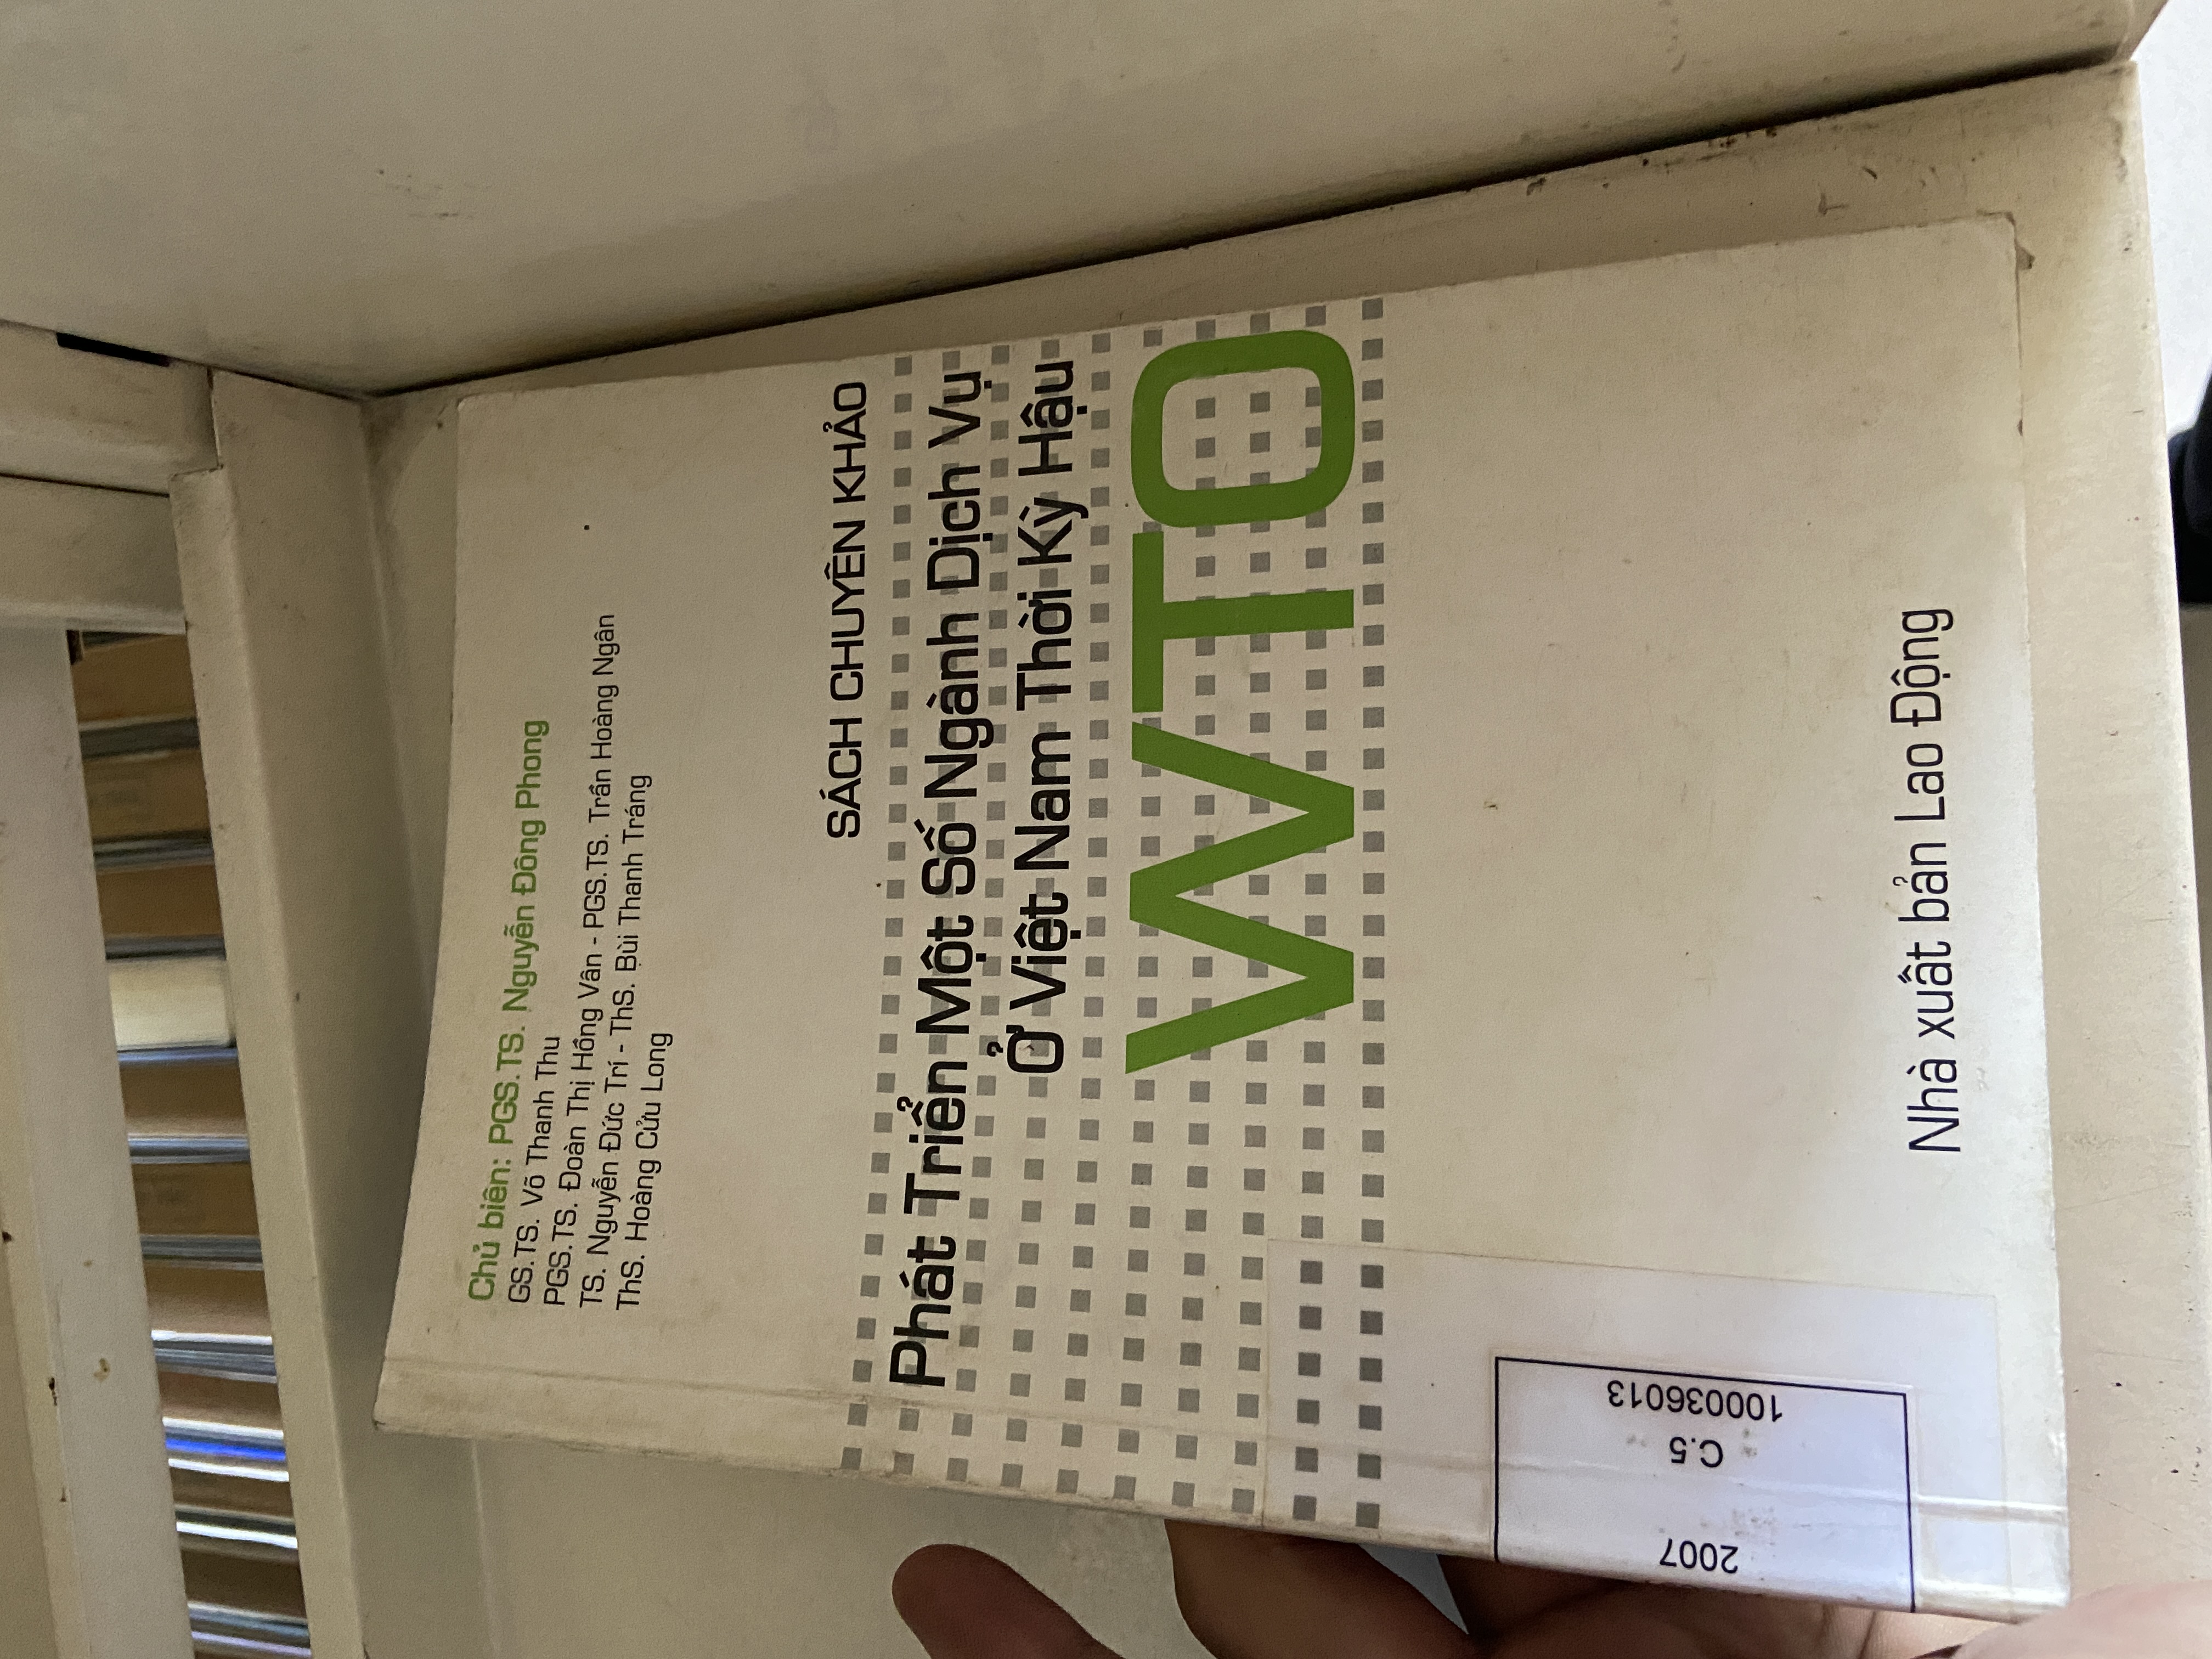 Chủ biên: PGS.TS. Nguyễn Đông Phong
GS.TS. Võ Thanh Thu
PGS.TS. Đoàn Thị Hồng Vân - PGS.TS. Trần Hoàng Ngân
TS. Nguyễn Đức Trí - ThS. Bùi Thanh Tráng
ThS. Hoàng Cửu Long
SÁCH CHUYÊN KHẢO
Phát Triển Một Số Ngành Dịch Vụ
Ở Việt Nam Thời Kỳ Hậu
WTO
2007
C.5
100036013
Nhà xuất bản Lao Động